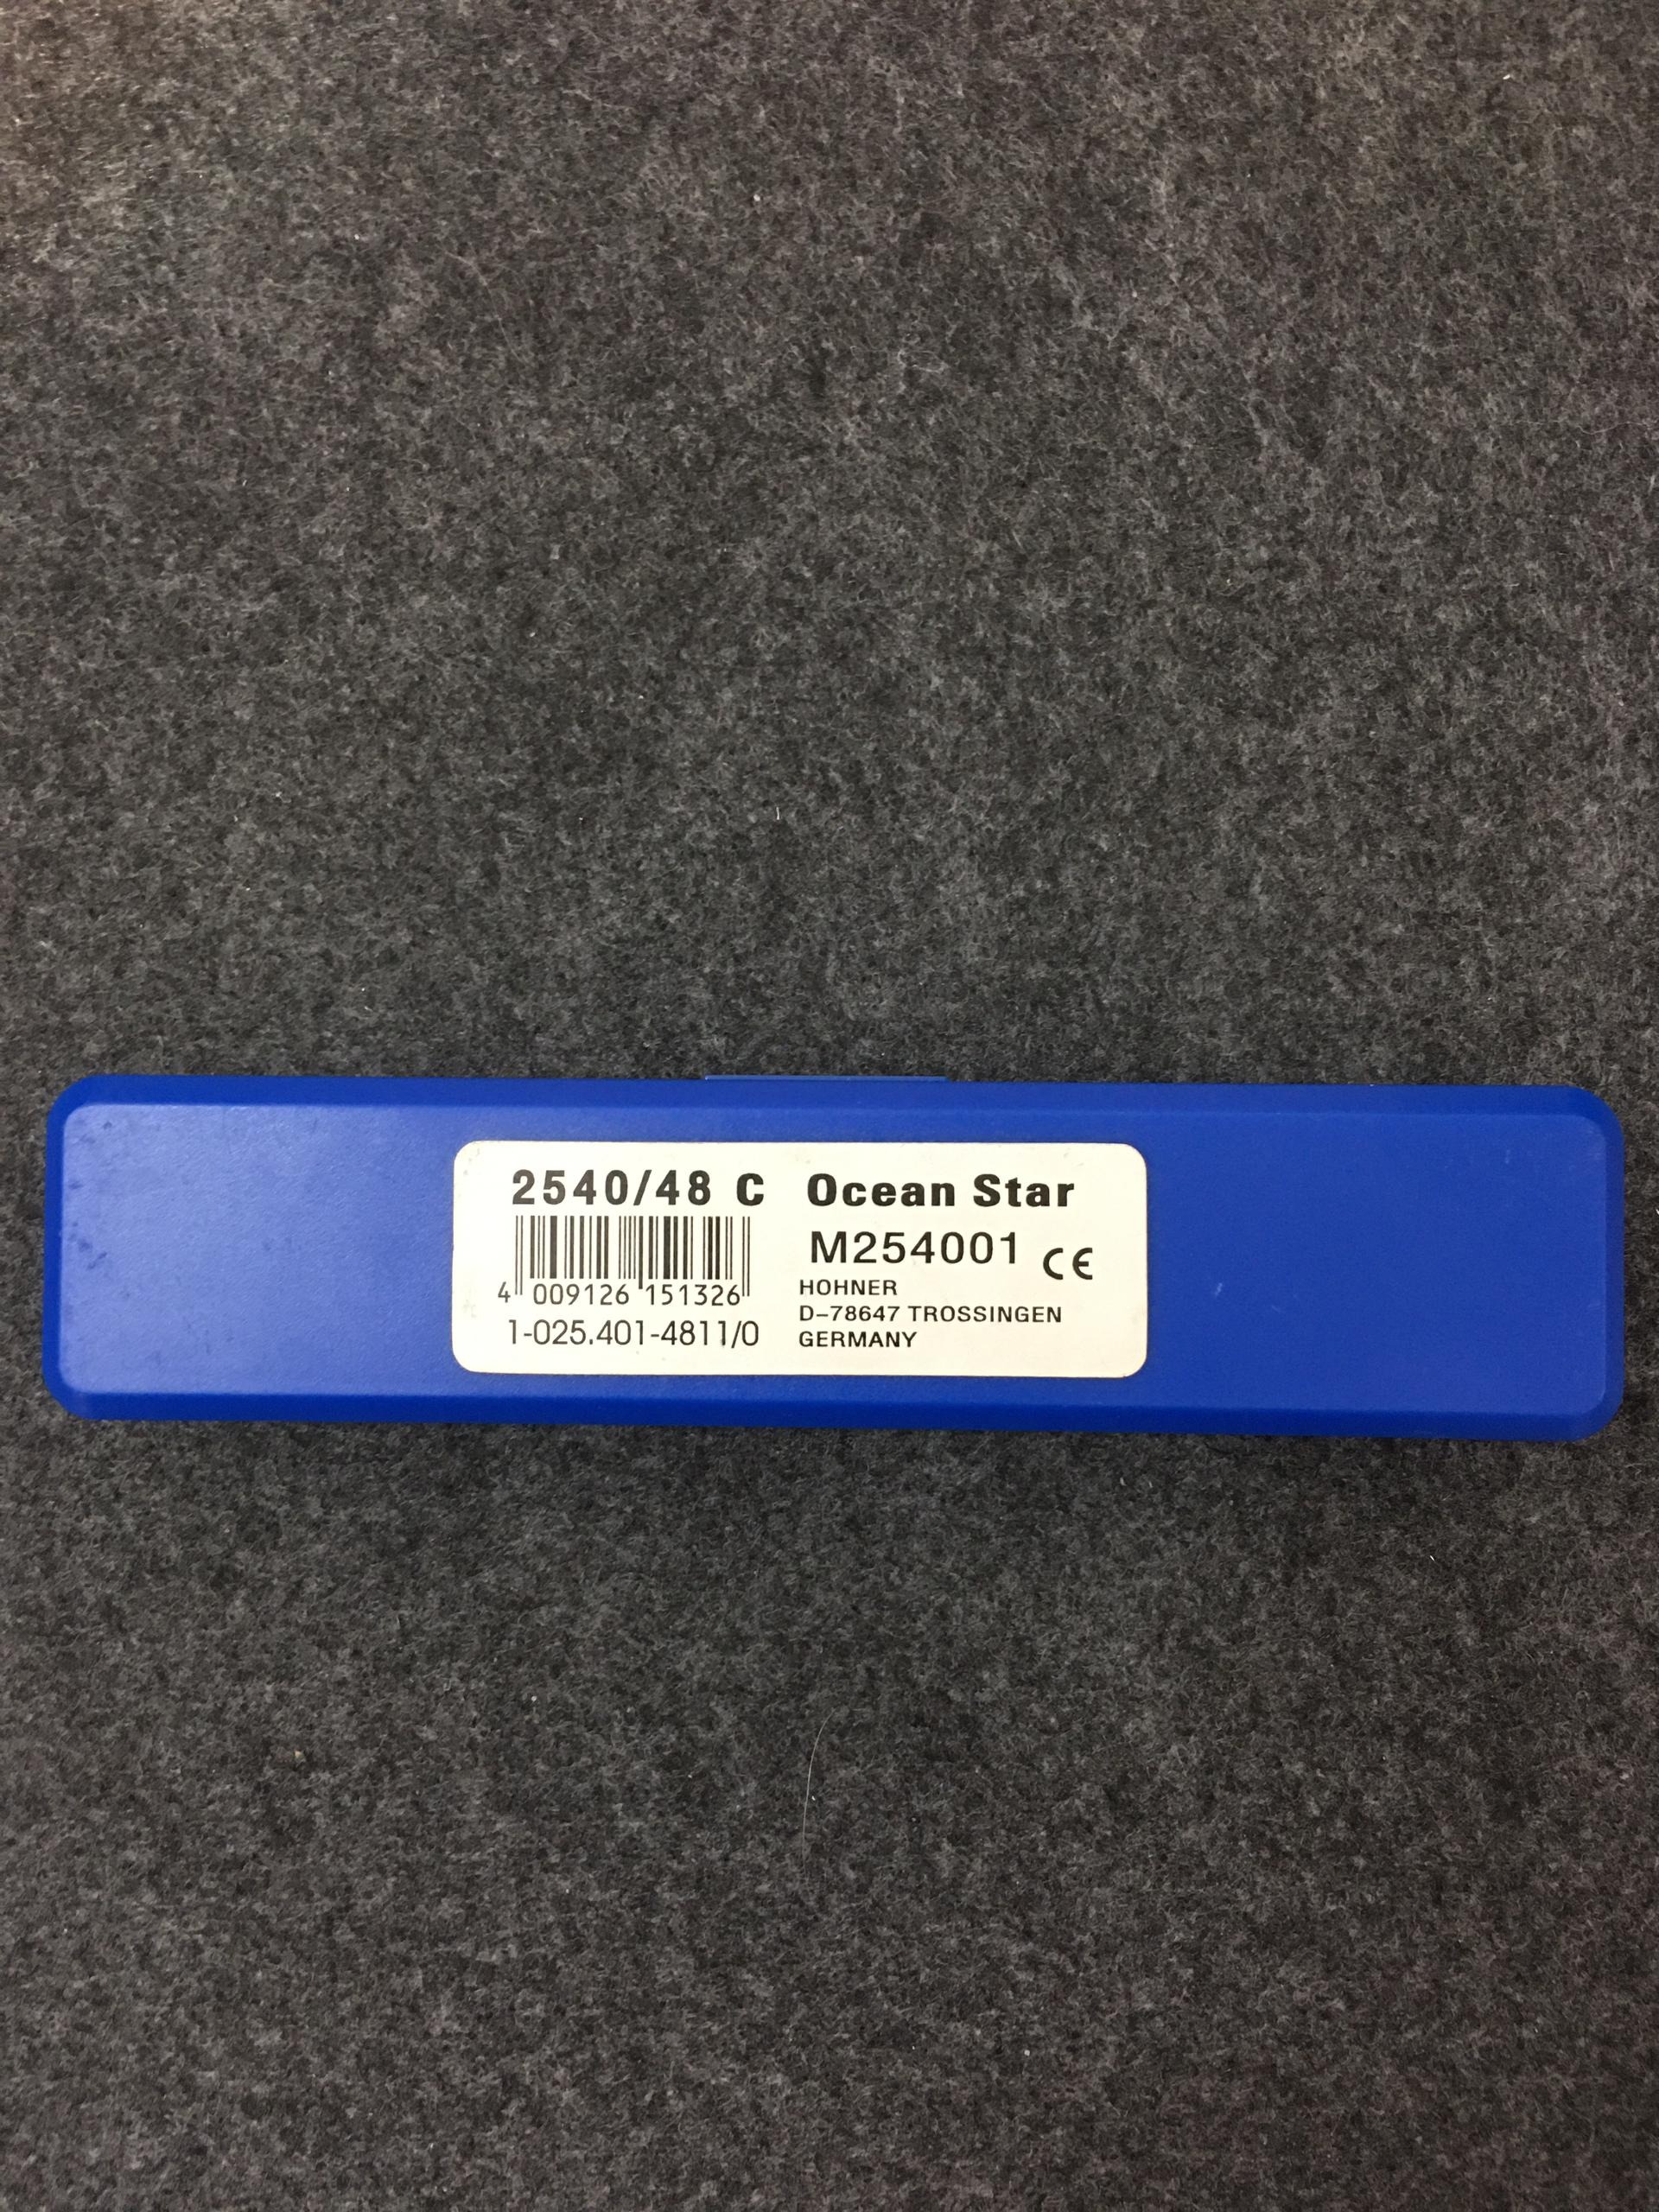 2540/48 C Ocean Star
M254001 CE
4 009126 151326
HOHNER
D-78647 TROSSINGEN
1-025.401-4811/0
GERMANY